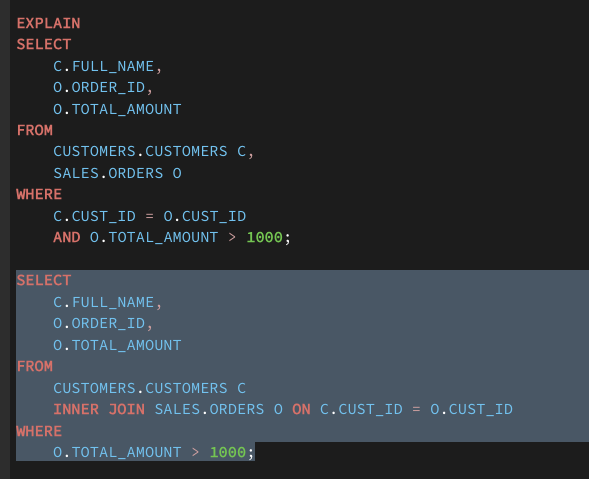 EXPLAIN
SELECT
    C.FULL_NAME,
    O.ORDER_ID,
    O.TOTAL_AMOUNT
FROM
    CUSTOMERS.CUSTOMERS C,
    SALES.ORDERS O
WHERE
    C.CUST_ID = O.CUST_ID
    AND O.TOTAL_AMOUNT > 1000;

SELECT
    C.FULL_NAME,
    O.ORDER_ID,
    O.TOTAL_AMOUNT
FROM
    CUSTOMERS.CUSTOMERS C
    INNER JOIN SALES.ORDERS O ON C.CUST_ID = O.CUST_ID
WHERE
    O.TOTAL_AMOUNT > 1000;